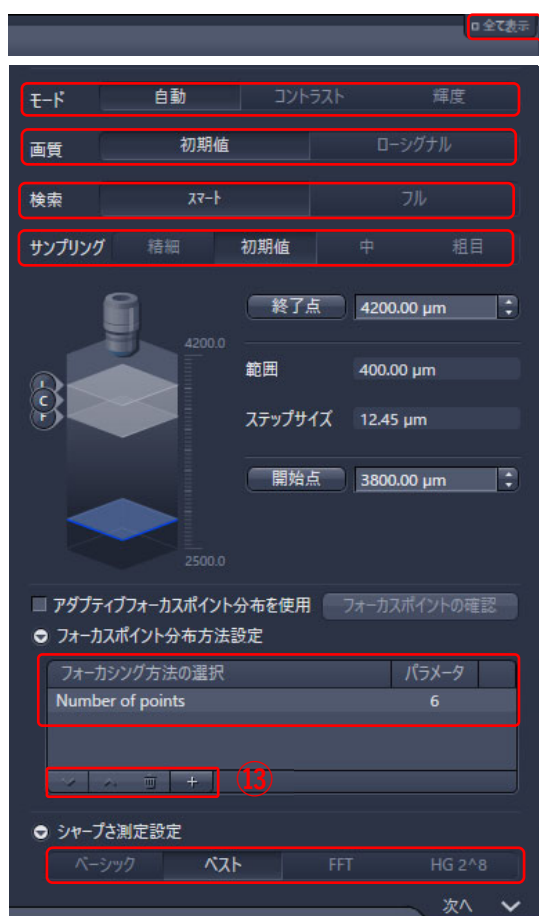 全て表示
モード 自動 コントラスト 輝度
画質 初期値 ローシグナル
検索 スマート フル
サンプリング 精細 初期値 中 粗目
終了点 4200.00 µm
4200.0
範囲 400.00 µm
L
C
F
ステップサイズ 12.45 µm
開始点 3800.00 µm
2500.0
アダプティブフォーカスポイント分布を使用 フォーカスポイントの確認
フォーカスポイント分布方法設定
フォーカシング方法の選択 パラメータ
Number of points 6
⑬
シャープさ測定設定
ベーシック ベスト FFT HG 2^8
次へ